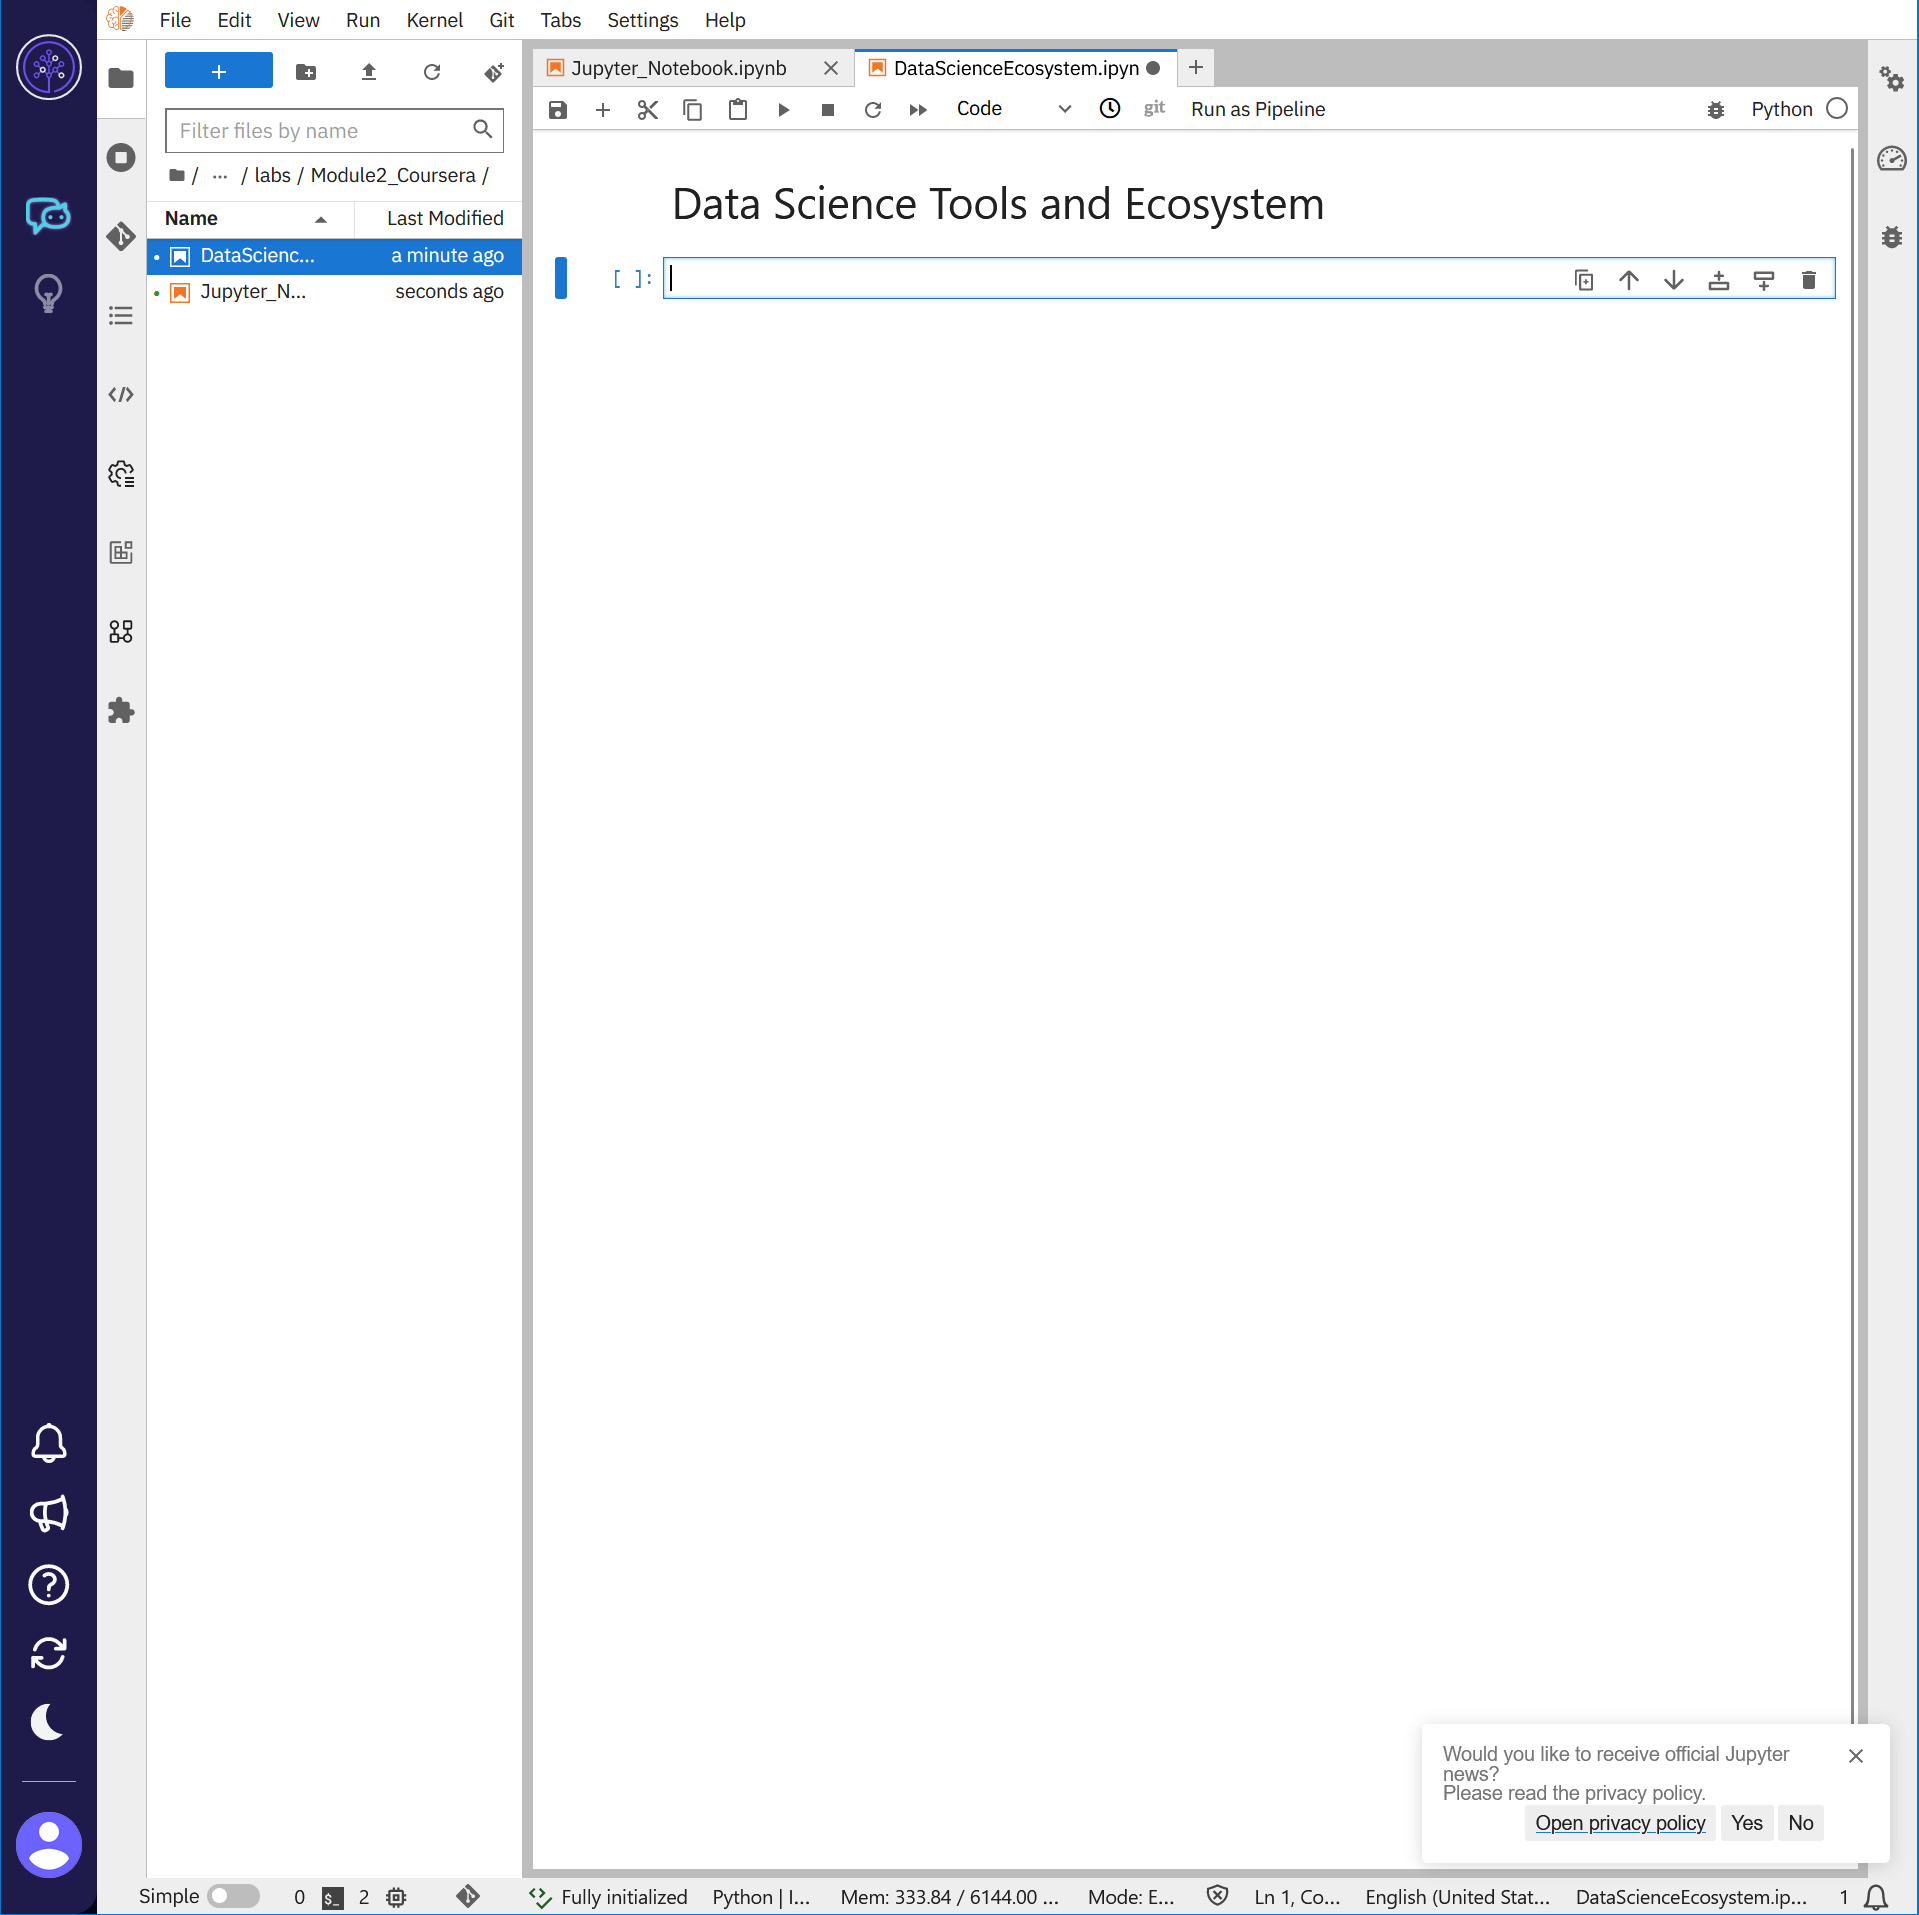 File Edit View Run Kernel Git Tabs Settings Help
+
Jupyter_Notebook.ipynb
DataScienceEcosystem.ipyn
Code
git
Run as Pipeline
Python
Filter files by name
/ ... / labs / Module2_Coursera /
Name Last Modified
DataScienc... a minute ago
Jupyter_N... seconds ago
Data Science Tools and Ecosystem
[ ]:
Would you like to receive official Jupyter
news?
Please read the privacy policy.
Open privacy policy Yes No
Simple 0 $_ 2 Fully initialized Python | I... Mem: 333.84 / 6144.00 ... Mode: E... Ln 1, Co... English (United Stat... DataScienceEcosystem.ip... 1